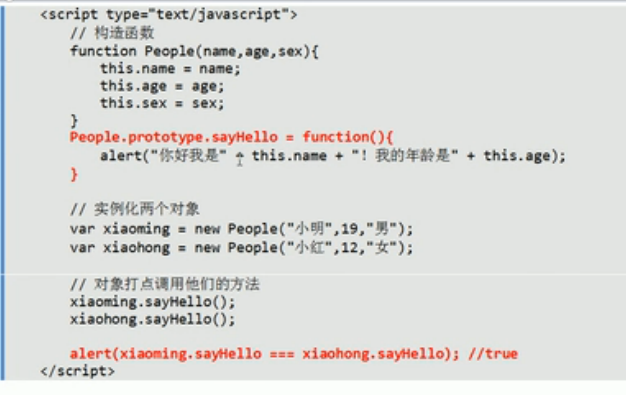 <script type="text/javascript">
// 构造函数
function People(name,age,sex){
this.name = name;
this.age = age;
this.sex = sex;
}
People.prototype.sayHello = function(){
alert("你好我是" + this.name + "! 我的年龄是" + this.age);
}
// 实例化两个对象
var xiaoming = new People("小明",19,"男");
var xiaohong = new People("小红",12,"女");
// 对象打点调用他们的方法
xiaoming.sayHello();
xiaohong.sayHello();
alert(xiaoming.sayHello === xiaohong.sayHello); //true
</script>